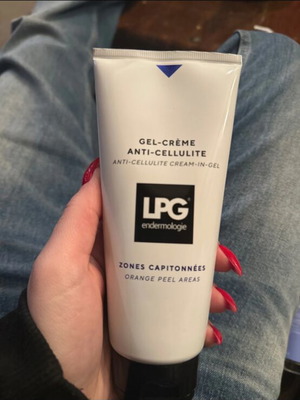 GEL-CRÈME
ANTI-CELLULITE
ANTI-CELLULITE CREAM-IN-GEL
LPG
endermologie
ZONES CAPITONNÉES
ORANGE PEEL AREAS